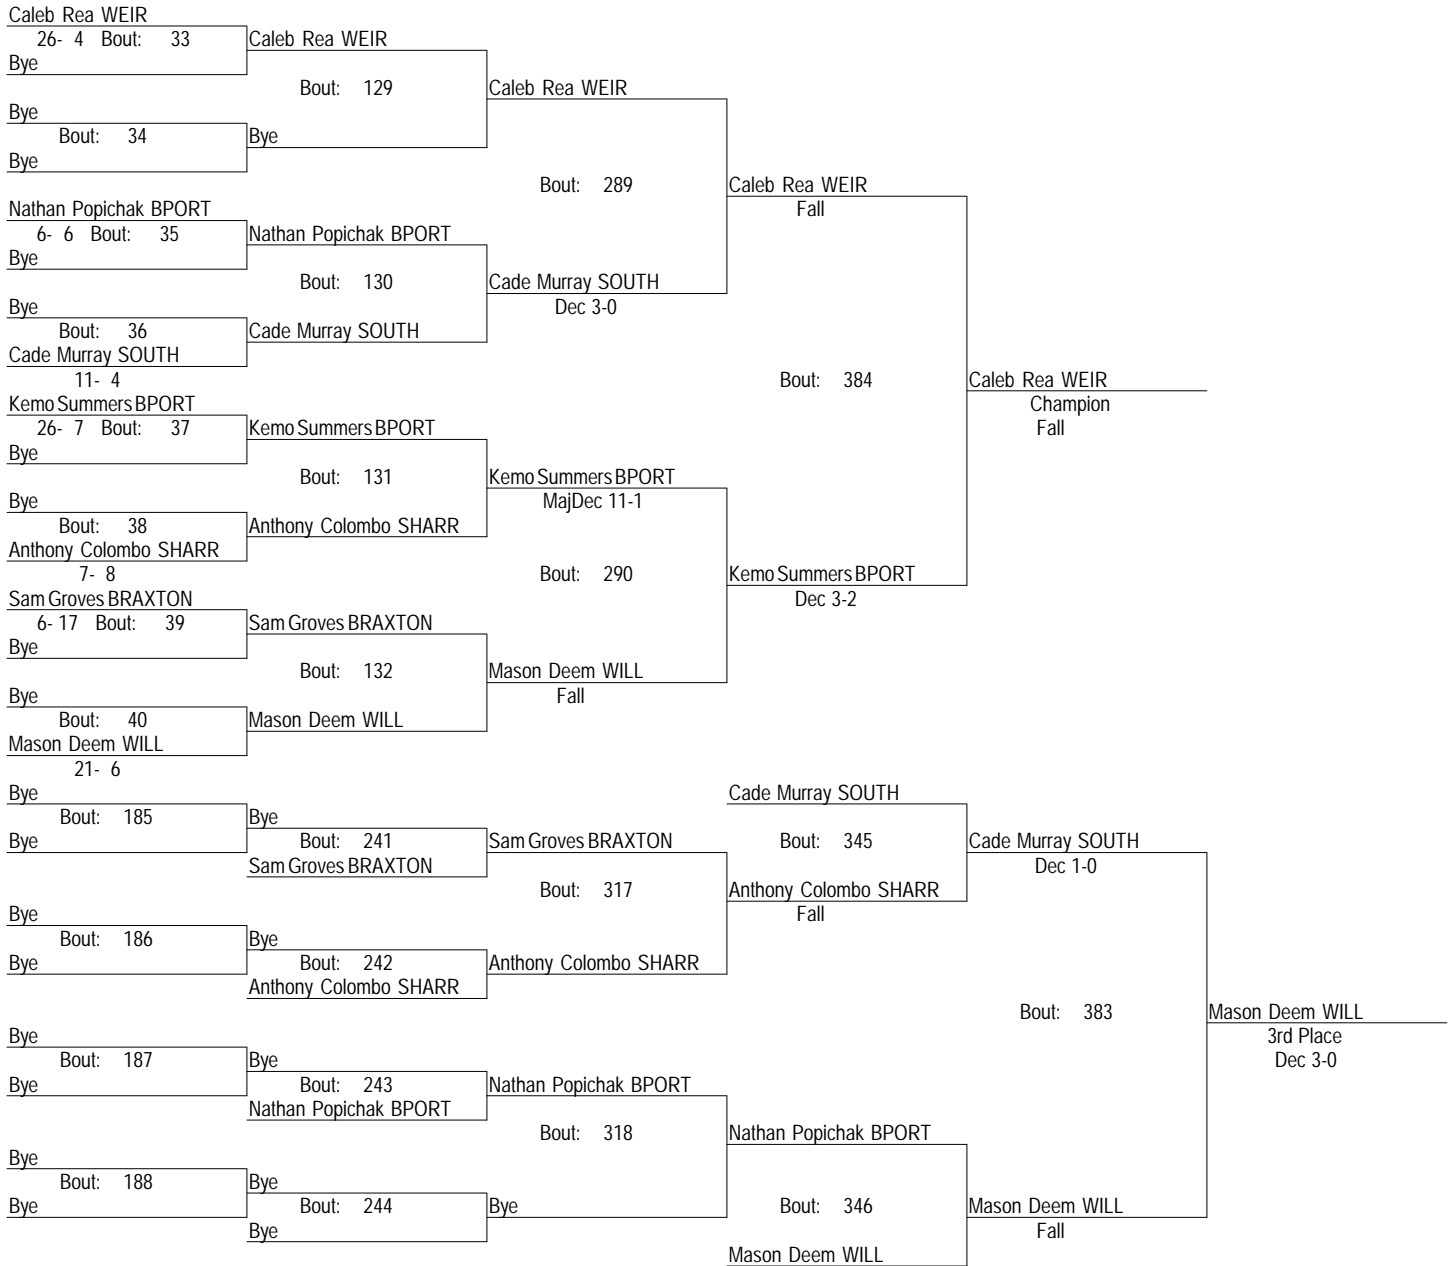 Caleb Rea WEIR
26- 4 Bout: 33 Caleb Rea WEIR
Bye
Bout: 129 Caleb Rea WEIR
Bye
Bout: 34 Bye
Bye
Bout: 289 Caleb Rea WEIR
Fall
Nathan Popichak BPORT
6- 6 Bout: 35 Nathan Popichak BPORT
Bye
Bout: 130 Cade Murray SOUTH
Dec 3-0
Bye
Bout: 36 Cade Murray SOUTH
Cade Murray SOUTH
11- 4
Bout: 384 Caleb Rea WEIR
Champion
Fall
Kemo Summers BPORT
26- 7 Bout: 37 Kemo Summers BPORT
Bye
Bout: 131 Kemo Summers BPORT
MajDec 11-1
Bye
Bout: 38 Anthony Colombo SHARR
Anthony Colombo SHARR
7- 8
Bout: 290 Kemo Summers BPORT
Dec 3-2
Sam Groves BRAXTON
6- 17 Bout: 39 Sam Groves BRAXTON
Bye
Bout: 132 Mason Deem WILL
Fall
Bye
Bout: 40 Mason Deem WILL
Mason Deem WILL
21- 6
Bye
Bout: 185 Bye
Bye
Bout: 241 Sam Groves BRAXTON
Sam Groves BRAXTON
Cade Murray SOUTH
Bout: 345 Cade Murray SOUTH
Dec 1-0
Bout: 317 Anthony Colombo SHARR
Fall
Bye
Bout: 186 Bye
Bye
Bout: 242 Anthony Colombo SHARR
Anthony Colombo SHARR
Bout: 383 Mason Deem WILL
3rd Place
Dec 3-0
Bye
Bout: 187 Bye
Bye
Bout: 243 Nathan Popichak BPORT
Nathan Popichak BPORT
Bout: 318 Nathan Popichak BPORT
Bye
Bout: 188 Bye
Bye
Bout: 244 Bye
Bye
Bout: 346 Mason Deem WILL
Fall
Mason Deem WILL